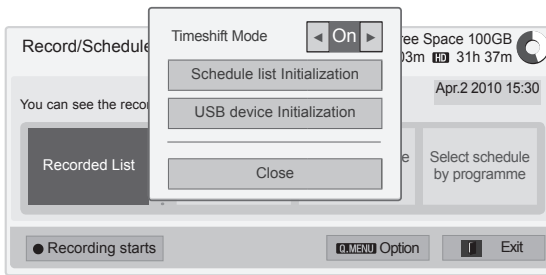 Record/Schedule
ree Space 100GB
03m HD 31h 37m
Apr.2 2010 15:30
You can see the recor
Timeshift Mode ◄ On ►
Schedule list Initialization
USB device Initialization
Close
Recorded List
e
Select schedule
by programme
● Recording starts
Q.MENU Option
Exit